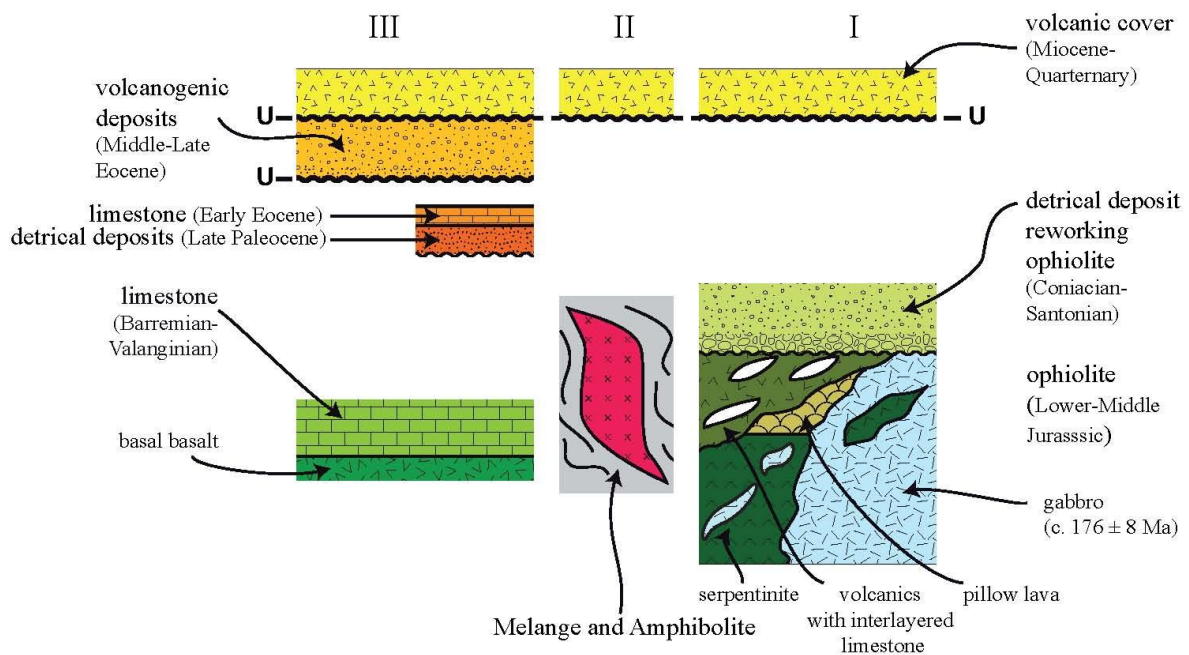 III
II
I
volcanic cover
(Miocene-
Quarternary)
volcanogenic
deposits
(Middle-Late
Eocene)
U
U
U
limestone (Early Eocene)
detrical deposits (Late Paleocene)
detrical deposit
reworking
ophiolite
(Coniacian-
Santonian)
limestone
(Barremian-
Valanginian)
ophiolite
(Lower-Middle
Jurasssic)
basal basalt
gabbro
(c. 176 ± 8 Ma)
serpentinite
volcanics
with interlayered
limestone
pillow lava
Melange and Amphibolite